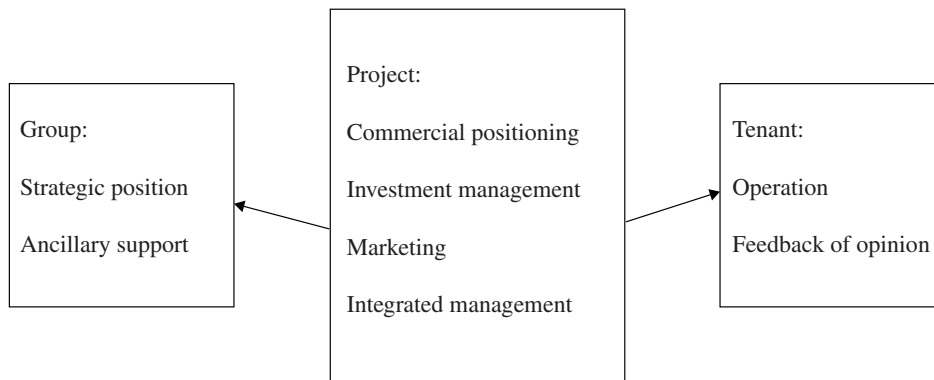 Group:
Strategic position
Ancillary support
Project:
Commercial positioning
Investment management
Marketing
Integrated management
Tenant:
Operation
Feedback of opinion